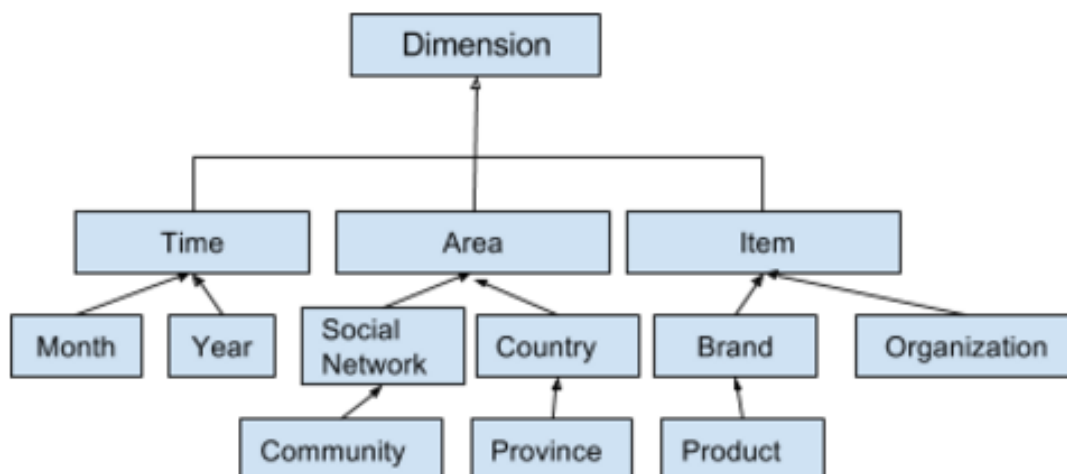 Dimension
Time
Area
Item
Month
Year
Social
Network
Country
Brand
Organization
Community
Province
Product